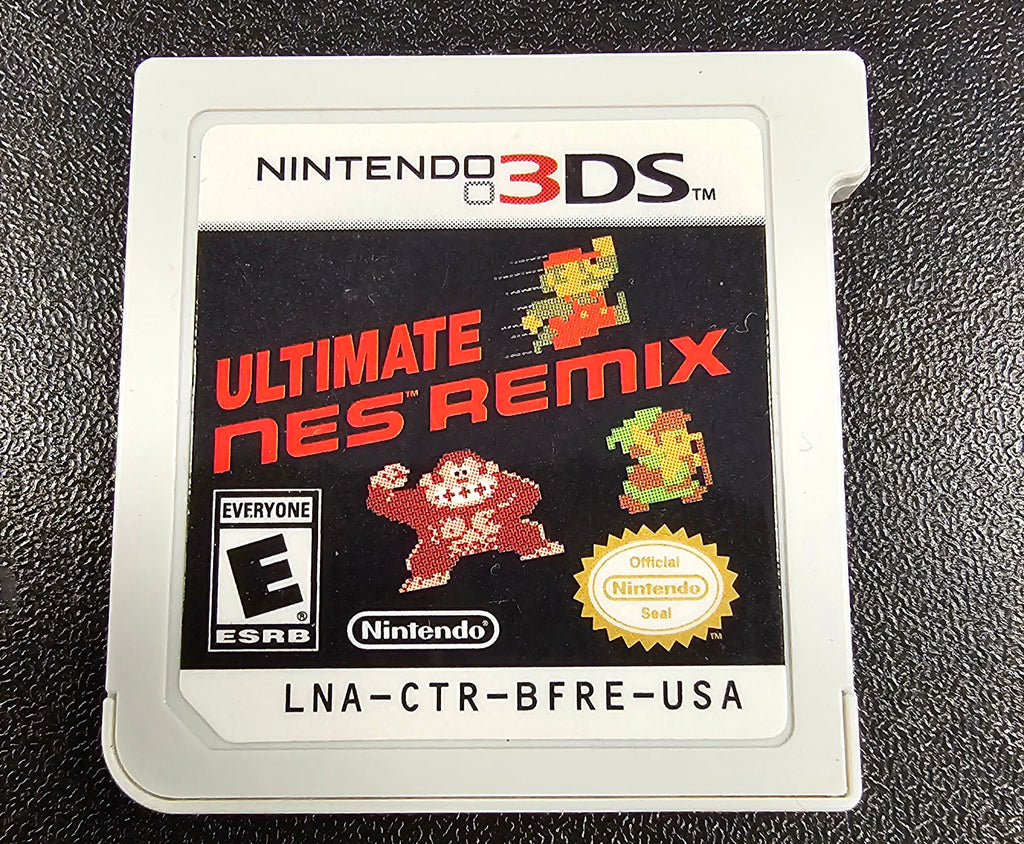 NINTENDO 3DS™
ULTIMATE
NES™ REMIX
EVERYONE
E®
ESRB
Nintendo®
Official
Nintendo
Seal
™
LNA-CTR-BFRE-USA